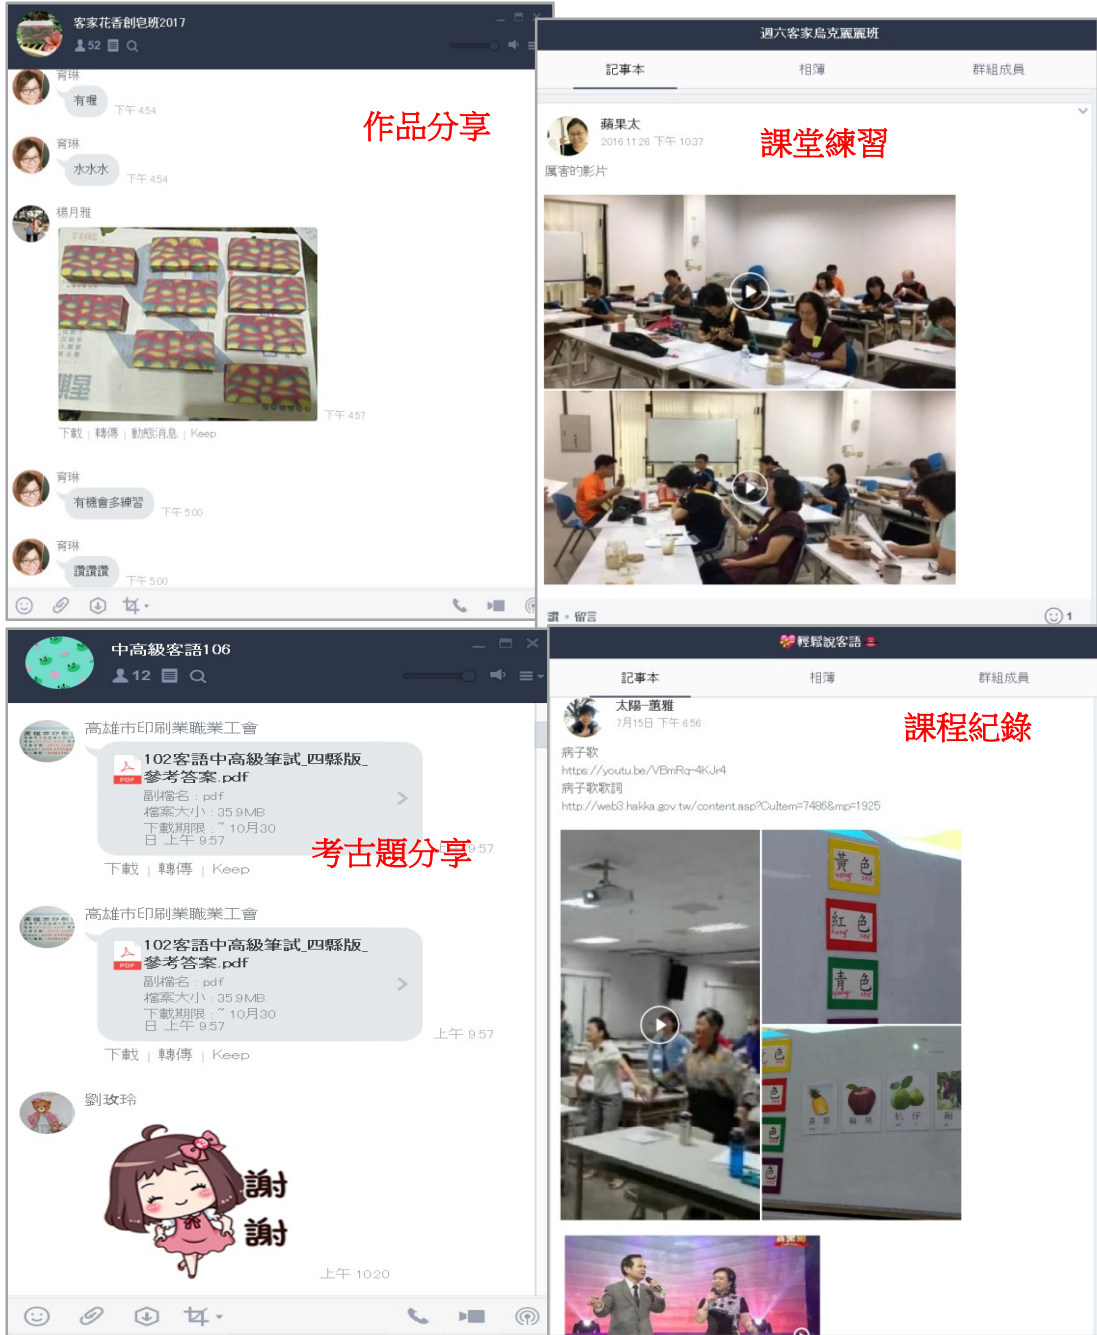 客家花香創皂班2017
52
育琳
有喔
下午 4:54
作品分享
育琳
水水水
下午 4:54
楊月雅
下午 4:57
下載 | 轉傳 | 動態消息 | Keep
育琳
有機會多練習
下午 5:00
育琳
讚讚讚
下午 5:00
週六客家烏克麗麗班
記事本
相簿
群組成員
蘋果太
2016.11.26 下午 10:37
課堂練習
厲害的影片
讚 • 留言
1
中高級客語106
12
高雄市印刷業職業工會
102客語中高級筆試_四縣版_
參考答案.pdf
副檔名 : pdf
檔案大小 : 35.9MB
下載期限 : ~ 10月30
日 上午 9:57
考古題分享
上午 9:57
下載 | 轉傳 | Keep
高雄市印刷業職業工會
102客語中高級筆試_四縣版_
參考答案.pdf
副檔名 : pdf
檔案大小 : 35.9MB
下載期限 : ~ 10月30
日 上午 9:57
上午 9:57
下載 | 轉傳 | Keep
劉玫玲
謝
謝
上午 10:20
輕鬆說客語
記事本
相簿
群組成員
太陽-蕙雅
7月15日 下午 6:56
課程紀錄
病子歌
https://youtu.be/VBmRq-4KJr4
病子歌歌詞
http://web3.hakka.gov.tw/content.asp?CuItem=7486&mp=1925
黃 色
紅 色
青 色
色
色
色